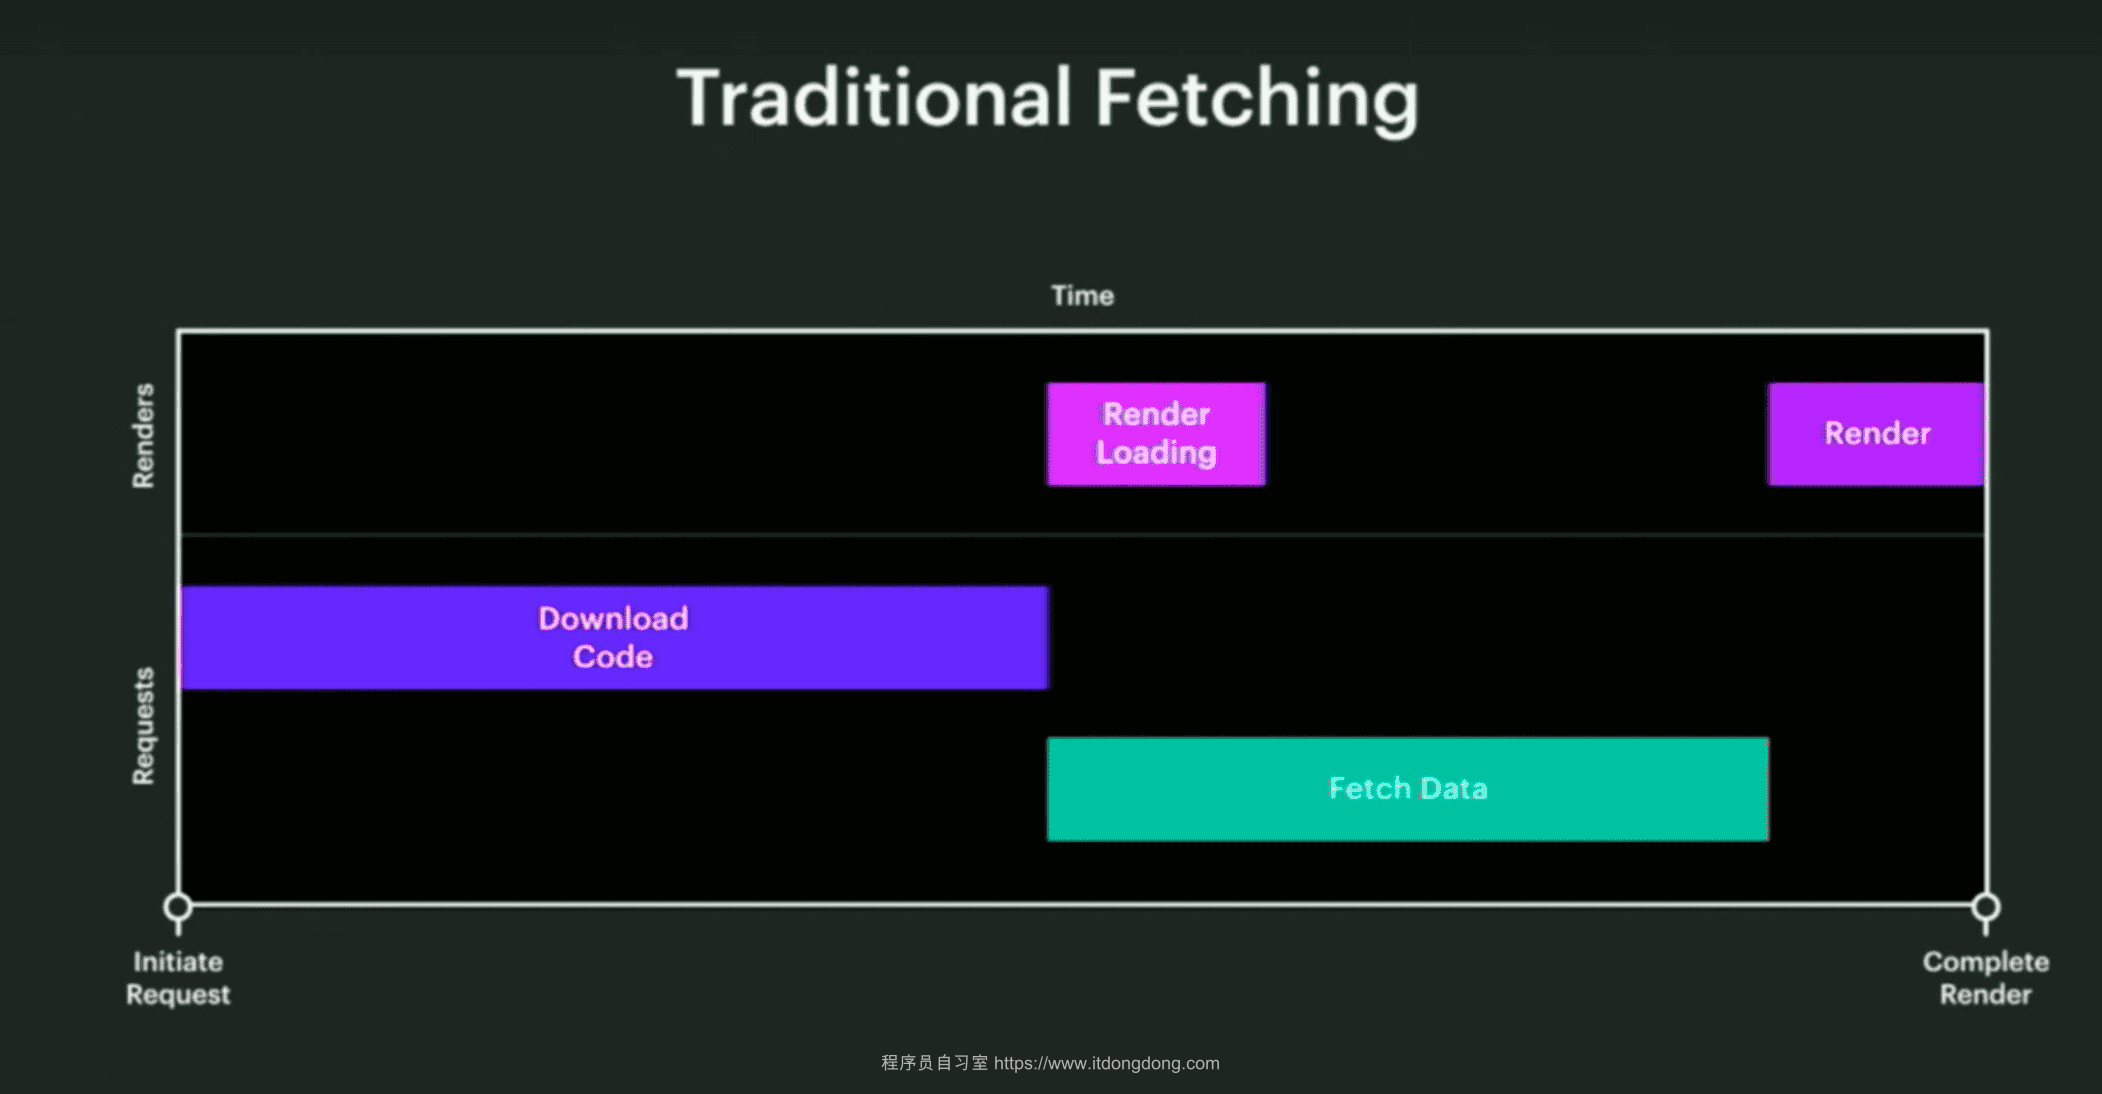 Traditional Fetching
Time
Renders
Render
Loading
Render
Requests
Download
Code
Fetch Data
Initiate
Request
Complete
Render
程序员自习室 https://www.itdongdong.com